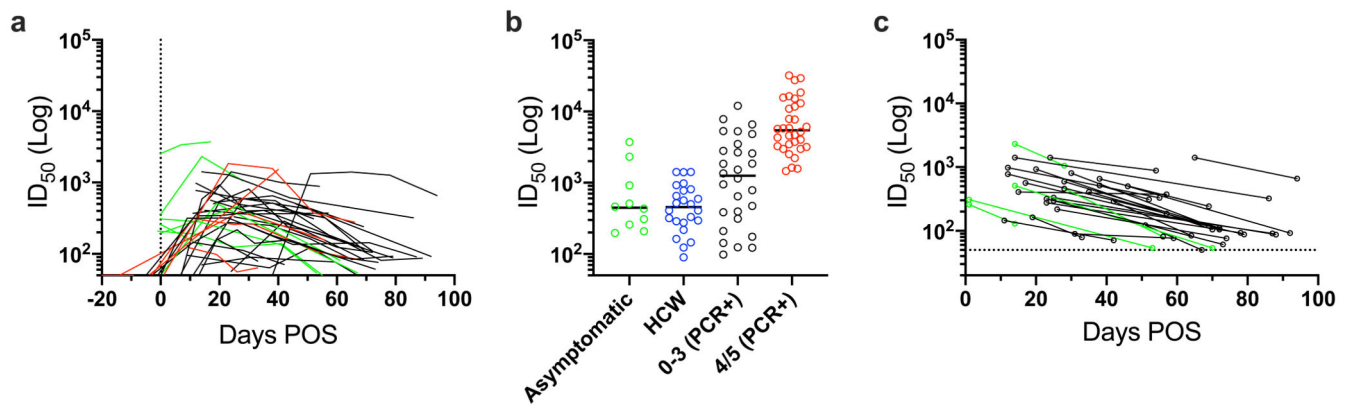 a
ID50 (Log)
10^5
10^4
10^3
10^2
-20 0 20 40 60 80 100
Days POS
b
ID50 (Log)
10^5
10^4
10^3
10^2
Asymptomatic
HCW
0-3 (PCR+)
4/5 (PCR+)
c
ID50 (Log)
10^5
10^4
10^3
10^2
0 20 40 60 80 100
Days POS